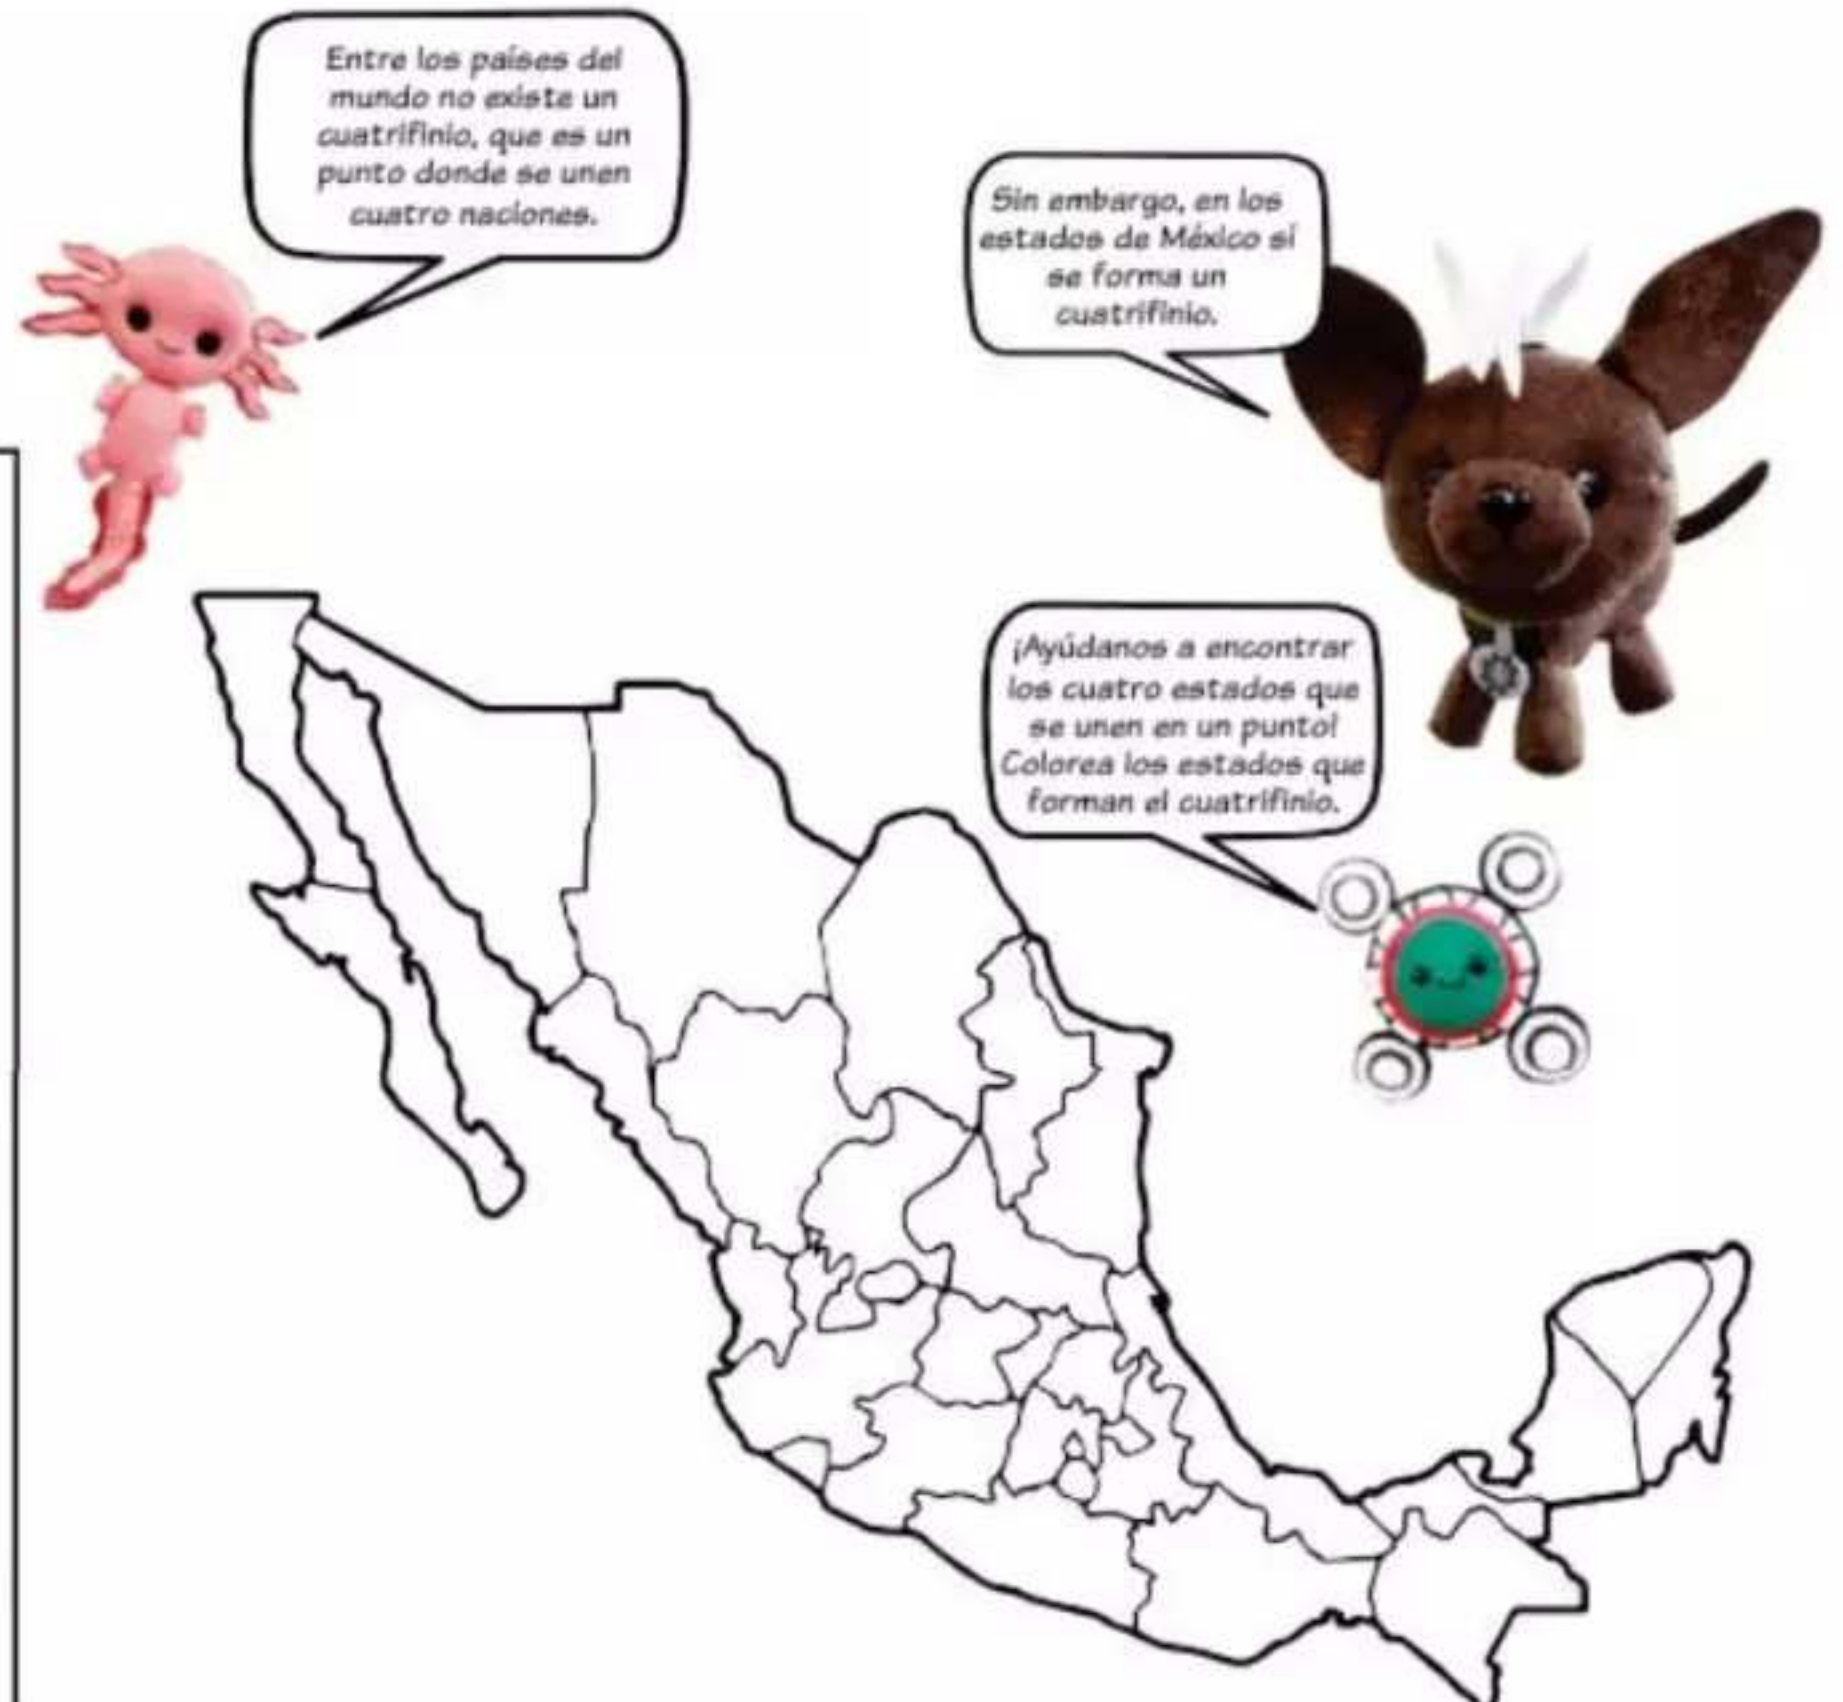 Entre los países del
mundo no existe un
cuatrifinio, que es un
punto donde se unen
cuatro naciones.
Sin embargo, en los
estados de México sí
se forma un
cuatrifinio.
¡Ayúdanos a encontrar
los cuatro estados que
se unen en un punto!
Colorea los estados que
forman el cuatrifinio.